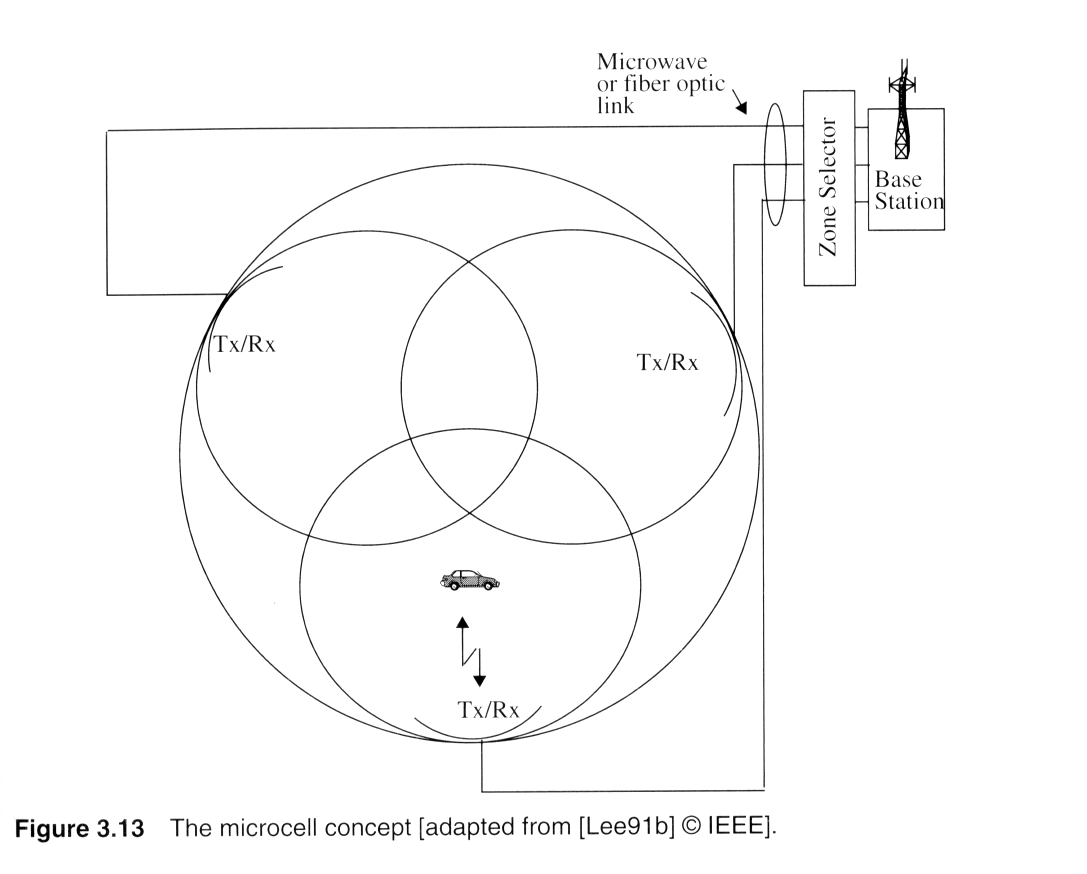 Microwave
or fiber optic
link
Zone Selector
Base
Station
Tx/Rx
Tx/Rx
Tx/Rx
Figure 3.13 The microcell concept [adapted from [Lee91b] © IEEE].